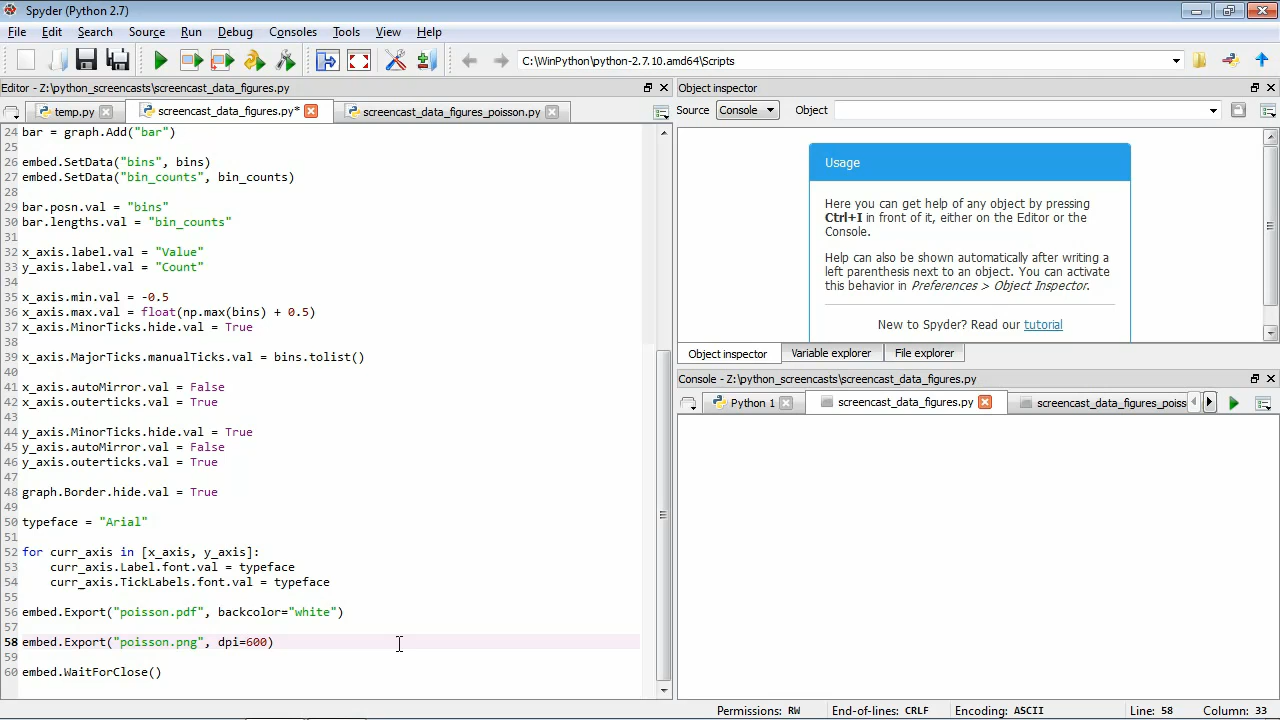 Spyder (Python 2.7)
File Edit Search Source Run Debug Consoles Tools View Help
C:\WinPython\python-2.7.10.amd64\Scripts
Editor - Z:\python_screencasts\screencast_data_figures.py
temp.py screencast_data_figures.py* screencast_data_figures_poisson.py
24 bar = graph.Add("bar")
25
26 embed.SetData("bins", bins)
27 embed.SetData("bin_counts", bin_counts)
28
29 bar.posn.val = "bins"
30 bar.lengths.val = "bin_counts"
31
32 x_axis.label.val = "Value"
33 y_axis.label.val = "Count"
34
35 x_axis.min.val = -0.5
36 x_axis.max.val = float(np.max(bins) + 0.5)
37 x_axis.MinorTicks.hide.val = True
38
39 x_axis.MajorTicks.manualTicks.val = bins.tolist()
40
41 x_axis.autoMirror.val = False
42 x_axis.outerticks.val = True
43
44 y_axis.MinorTicks.hide.val = True
45 y_axis.autoMirror.val = False
46 y_axis.outerticks.val = True
47
48 graph.Border.hide.val = True
49
50 typeface = "Arial"
51
52 for curr_axis in [x_axis, y_axis]:
53     curr_axis.Label.font.val = typeface
54     curr_axis.TickLabels.font.val = typeface
55
56 embed.Export("poisson.pdf", backcolor="white")
57
58 embed.Export("poisson.png", dpi=600)
59
60 embed.WaitForClose()
Object inspector
Source Console Object
Usage
Here you can get help of any object by pressing
Ctrl+I in front of it, either on the Editor or the
Console.
Help can also be shown automatically after writing a
left parenthesis next to an object. You can activate
this behavior in Preferences > Object Inspector.
New to Spyder? Read our tutorial
Object inspector Variable explorer File explorer
Console - Z:\python_screencasts\screencast_data_figures.py
Python 1 screencast_data_figures.py screencast_data_figures_poiss
Permissions: RW End-of-lines: CRLF Encoding: ASCII Line: 58 Column: 33